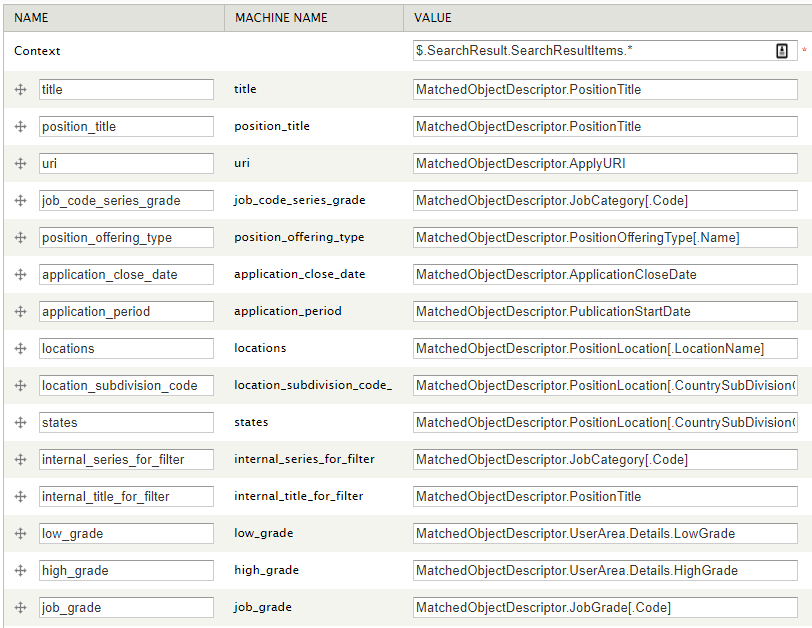 NAME MACHINE NAME VALUE
Context $.SearchResult.SearchResultItems.* *
title title MatchedObjectDescriptor.PositionTitle
position_title position_title MatchedObjectDescriptor.PositionTitle
uri uri MatchedObjectDescriptor.ApplyURI
job_code_series_grade job_code_series_grade MatchedObjectDescriptor.JobCategory[.Code]
position_offering_type position_offering_type MatchedObjectDescriptor.PositionOfferingType[.Name]
application_close_date application_close_date MatchedObjectDescriptor.ApplicationCloseDate
application_period application_period MatchedObjectDescriptor.PublicationStartDate
locations locations MatchedObjectDescriptor.PositionLocation[.LocationName]
location_subdivision_code location_subdivision_code_ MatchedObjectDescriptor.PositionLocation[.CountrySubDivision
states states MatchedObjectDescriptor.PositionLocation[.CountrySubDivision
internal_series_for_filter internal_series_for_filter MatchedObjectDescriptor.JobCategory[.Code]
internal_title_for_filter internal_title_for_filter MatchedObjectDescriptor.PositionTitle
low_grade low_grade MatchedObjectDescriptor.UserArea.Details.LowGrade
high_grade high_grade MatchedObjectDescriptor.UserArea.Details.HighGrade
job_grade job_grade MatchedObjectDescriptor.JobGrade[.Code]